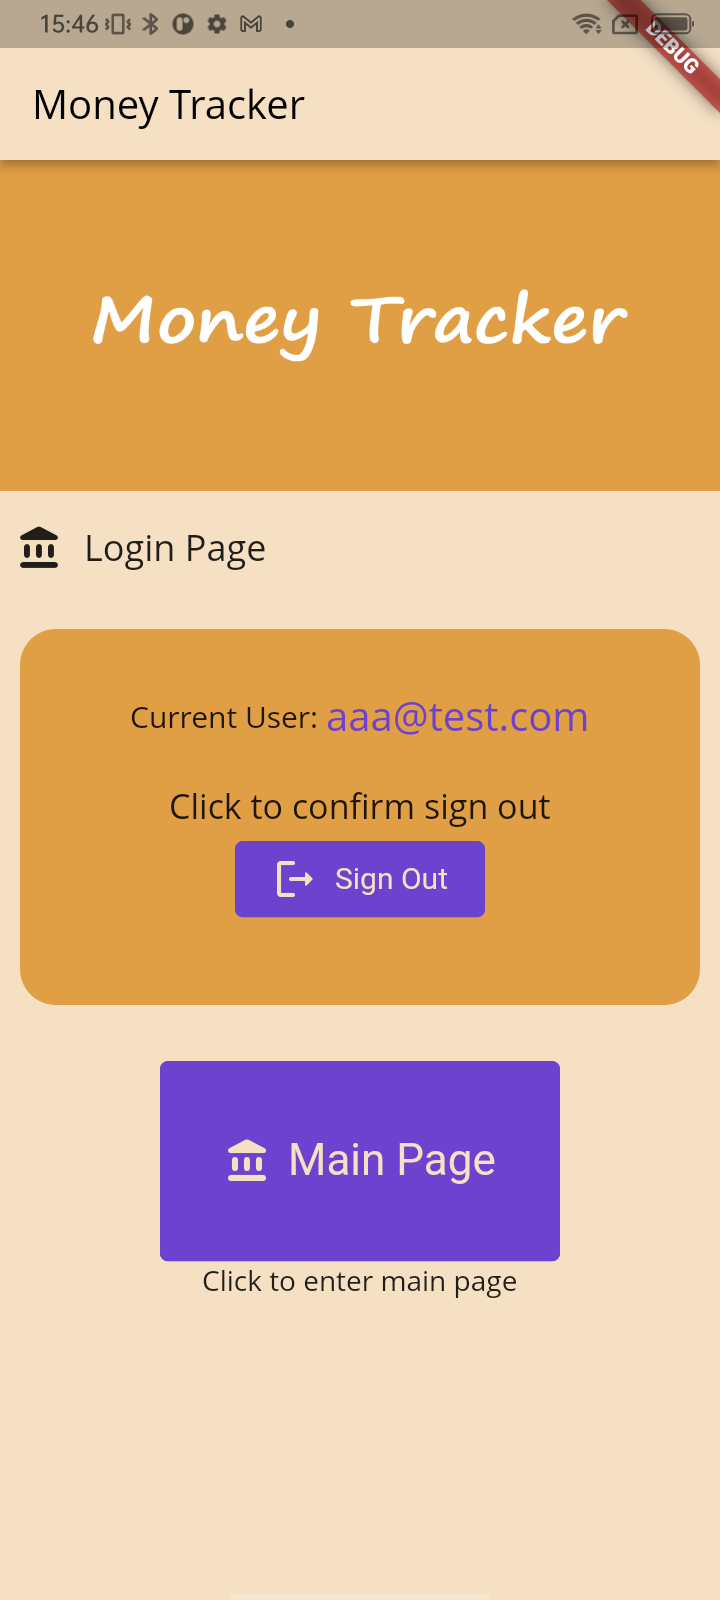 15:46
DEBUG
Money Tracker
Money Tracker
Login Page
Current User: aaa@test.com
Click to confirm sign out
Sign Out
Main Page
Click to enter main page